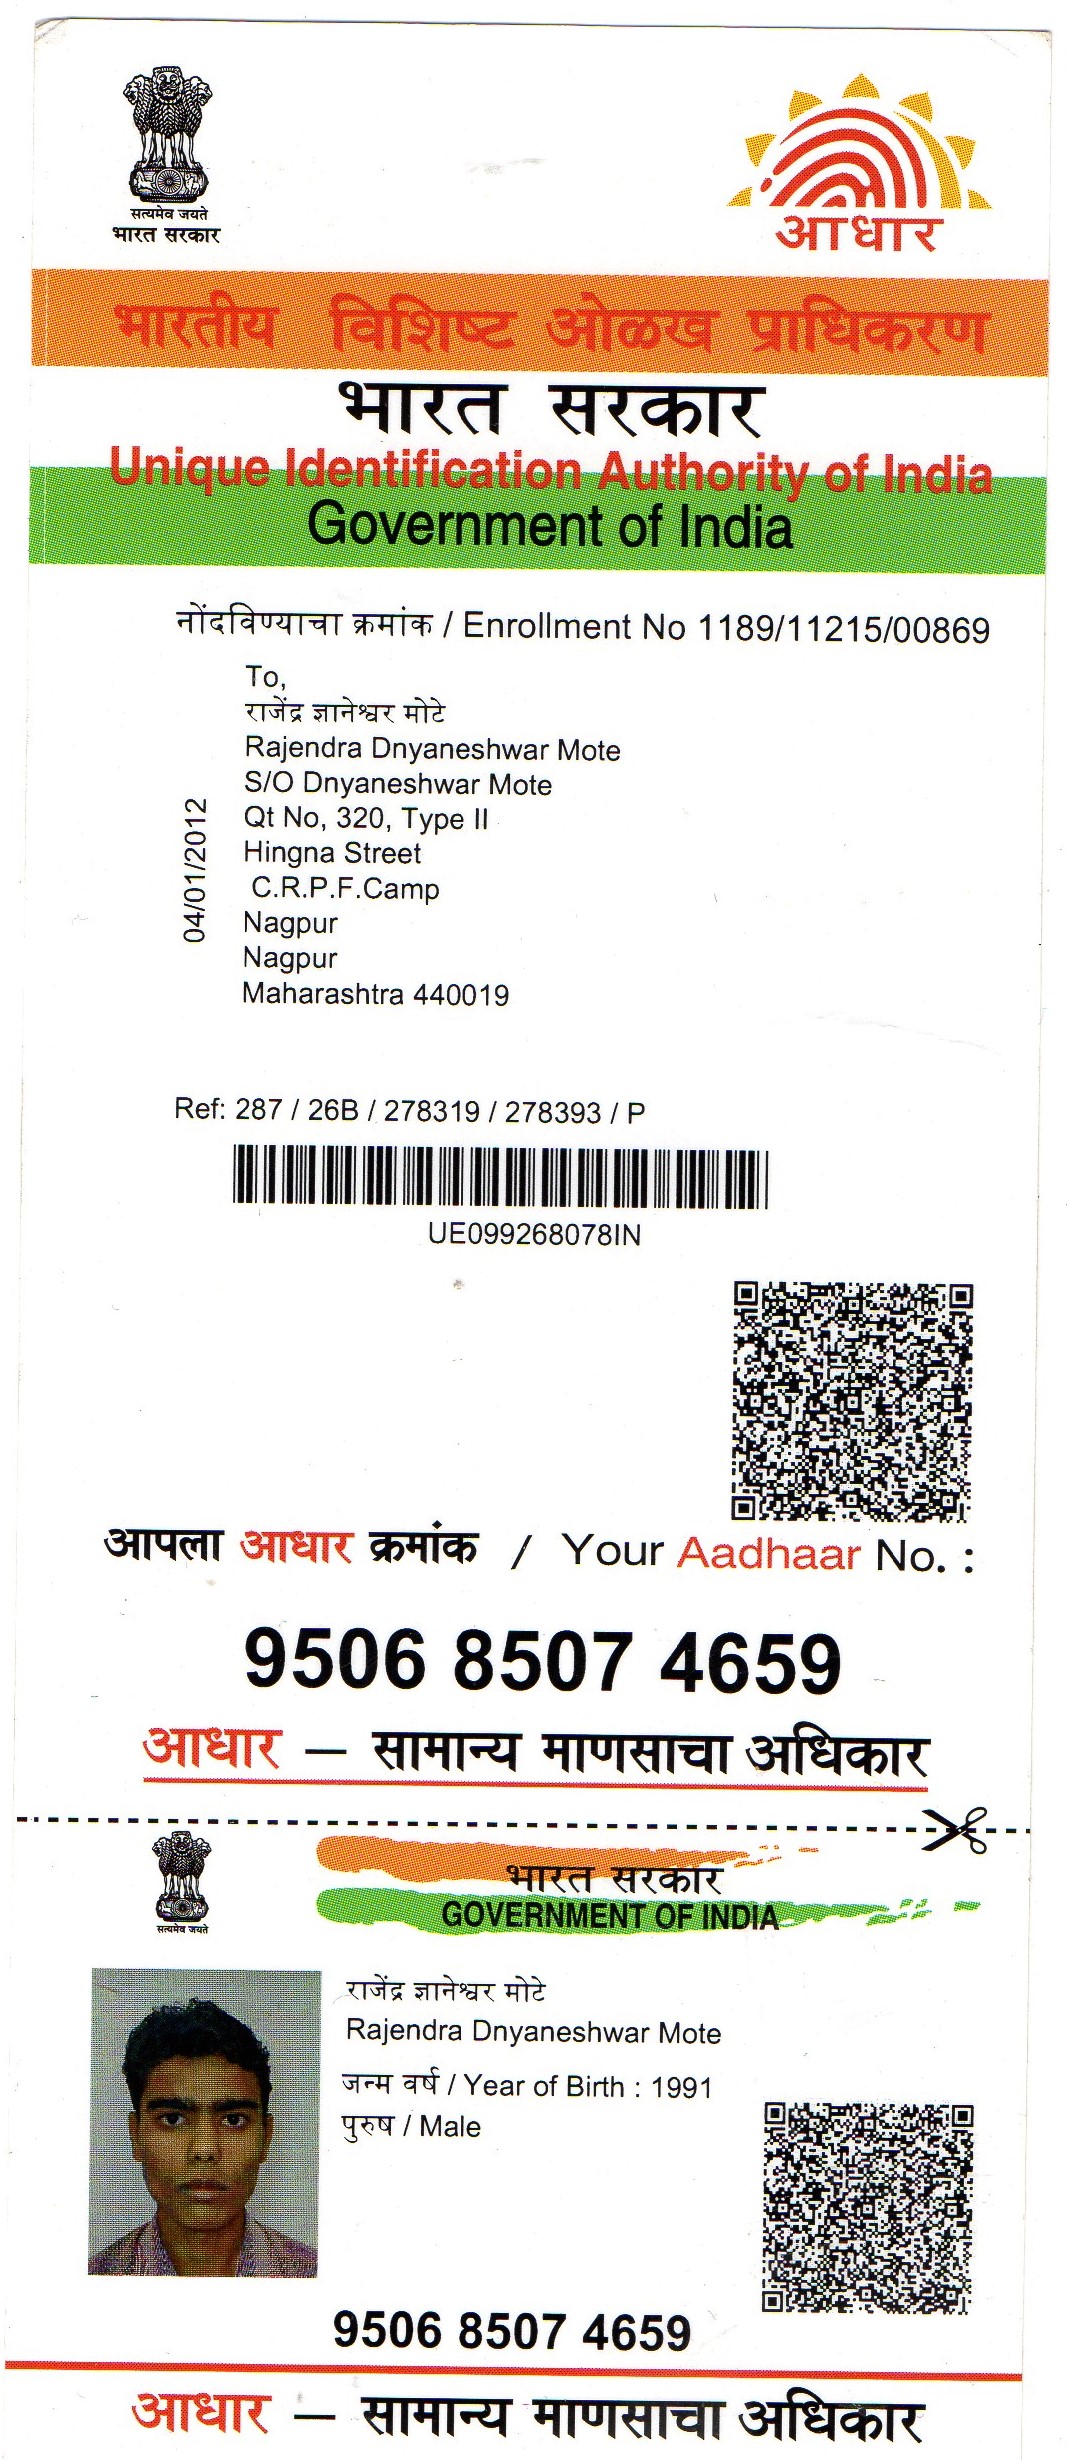 सत्यमेव जयते
भारत सरकार
आधार
भारतीय विशिष्ट ओळख प्राधिकरण
भारत सरकार
Unique Identification Authority of India
Government of India
नोंदविण्याचा क्रमांक / Enrollment No 1189/11215/00869
To,
राजेंद्र ज्ञानेश्वर मोटे
Rajendra Dnyaneshwar Mote
S/O Dnyaneshwar Mote
Qt No, 320, Type II
Hingna Street
C.R.P.F.Camp
Nagpur
Nagpur
Maharashtra 440019
04/01/2012
Ref: 287 / 26B / 278319 / 278393 / P
UE099268078IN
आपला आधार क्रमांक / Your Aadhaar No. :
9506 8507 4659
आधार – सामान्य माणसाचा अधिकार
सत्यमेव जयते
भारत सरकार
GOVERNMENT OF INDIA
राजेंद्र ज्ञानेश्वर मोटे
Rajendra Dnyaneshwar Mote
जन्म वर्ष / Year of Birth : 1991
पुरुष / Male
9506 8507 4659
आधार – सामान्य माणसाचा अधिकार